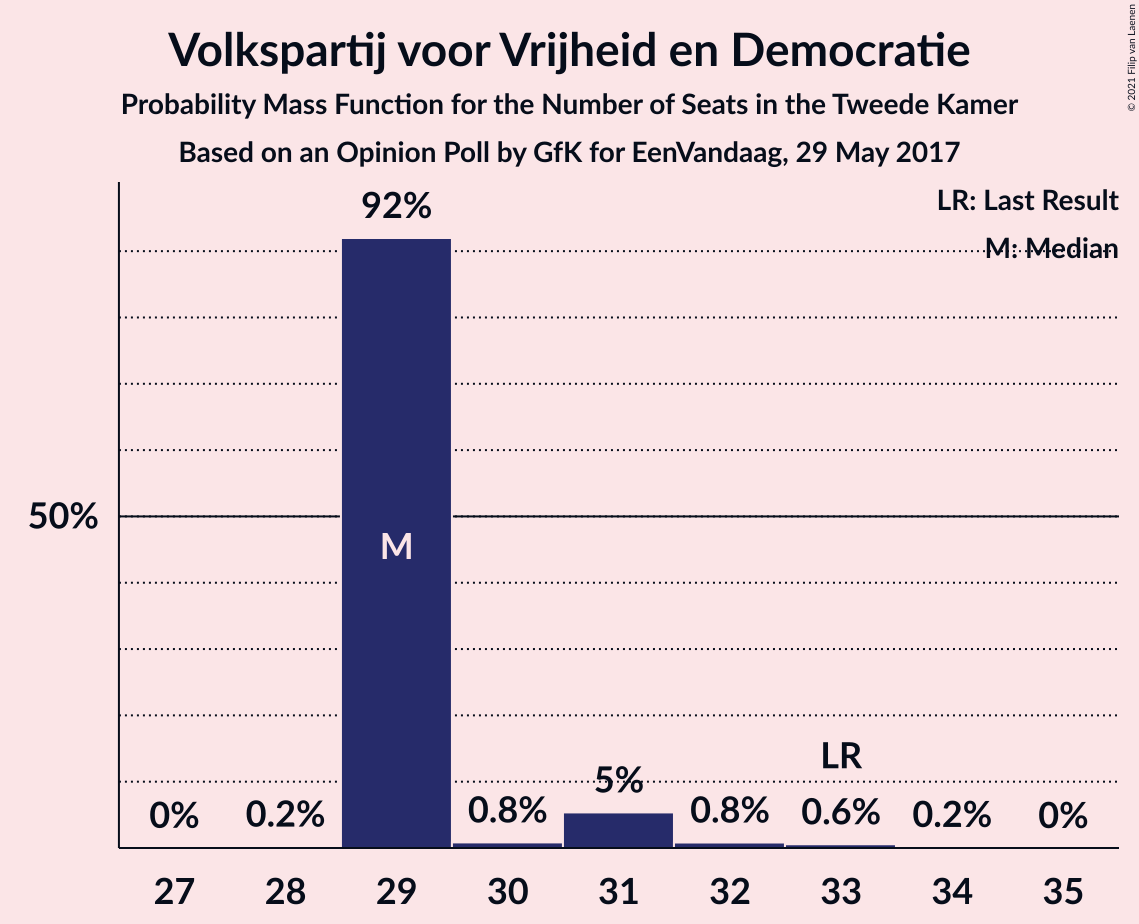 Volkspartij voor Vrijheid en Democratie
Probability Mass Function for the Number of Seats in the Tweede Kamer
Based on an Opinion Poll by GfK for EenVandaag, 29 May 2017
© 2021 Filip van Laenen
LR: Last Result
M: Median
92%
50%
M
LR
0% 0.2% 0.8% 5% 0.8% 0.6% 0.2% 0%
27 28 29 30 31 32 33 34 35